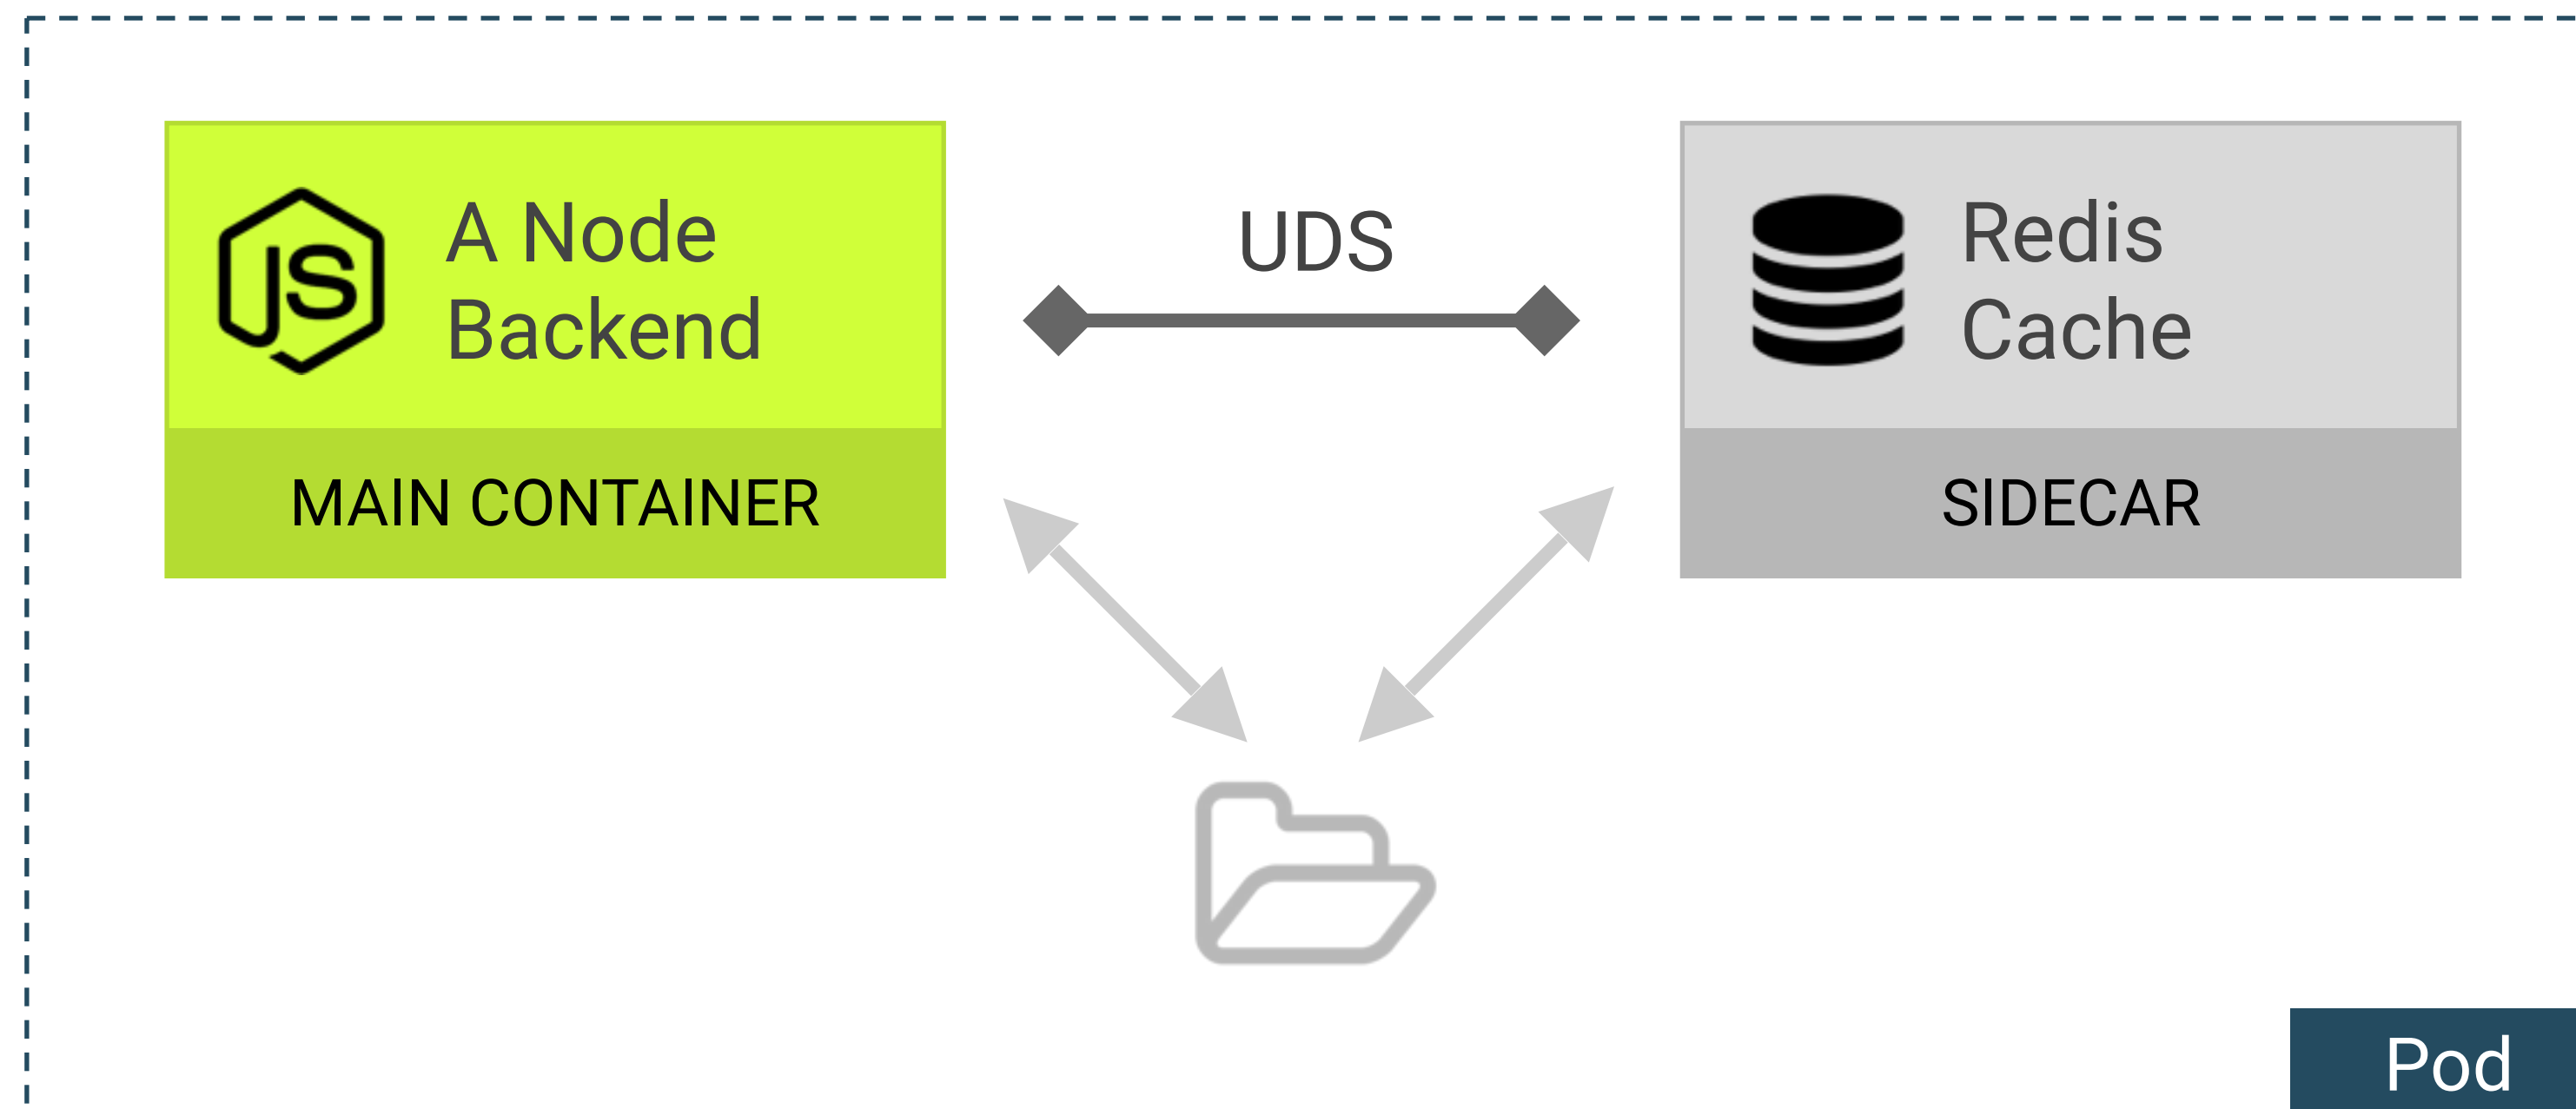 A Node
Backend
MAIN CONTAINER
UDS
Redis
Cache
SIDECAR
JS
Pod